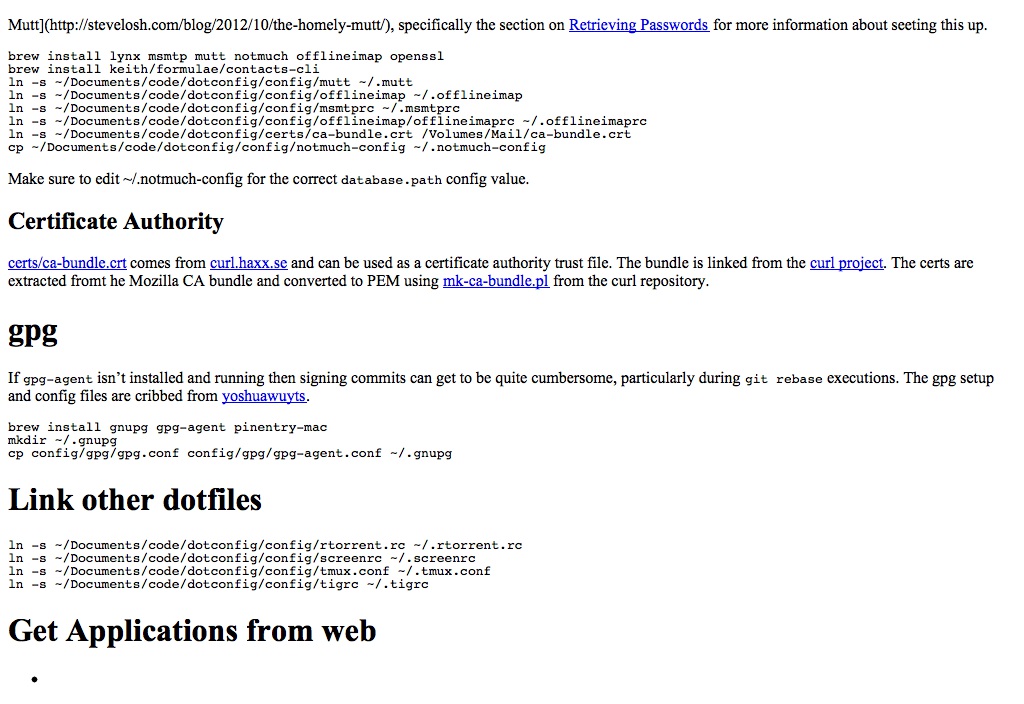 Mutt](http://stevelosh.com/blog/2012/10/the-homely-mutt/), specifically the section on Retrieving Passwords for more information about seeting this up.
brew install lynx msmtp mutt notmuch offlineimap openssl
brew install keith/formulae/contacts-cli
ln -s ~/Documents/code/dotconfig/config/mutt ~/.mutt
ln -s ~/Documents/code/dotconfig/config/offlineimap ~/.offlineimap
ln -s ~/Documents/code/dotconfig/config/msmtprc ~/.msmtprc
ln -s ~/Documents/code/dotconfig/config/offlineimap/offlineimaprc ~/.offlineimaprc
ln -s ~/Documents/code/dotconfig/certs/ca-bundle.crt /Volumes/Mail/ca-bundle.crt
cp ~/Documents/code/dotconfig/config/notmuch-config ~/.notmuch-config
Make sure to edit ~/.notmuch-config for the correct database.path config value.
Certificate Authority
certs/ca-bundle.crt comes from curl.haxx.se and can be used as a certificate authority trust file. The bundle is linked from the curl project. The certs are
extracted fromt he Mozilla CA bundle and converted to PEM using mk-ca-bundle.pl from the curl repository.
gpg
If gpg-agent isn’t installed and running then signing commits can get to be quite cumbersome, particularly during git rebase executions. The gpg setup
and config files are cribbed from yoshuawuyts.
brew install gnupg gpg-agent pinentry-mac
mkdir ~/.gnupg
cp config/gpg/gpg.conf config/gpg/gpg-agent.conf ~/.gnupg
Link other dotfiles
ln -s ~/Documents/code/dotconfig/config/rtorrent.rc ~/.rtorrent.rc
ln -s ~/Documents/code/dotconfig/config/screenrc ~/.screenrc
ln -s ~/Documents/code/dotconfig/config/tmux.conf ~/.tmux.conf
ln -s ~/Documents/code/dotconfig/config/tigrc ~/.tigrc
Get Applications from web
•